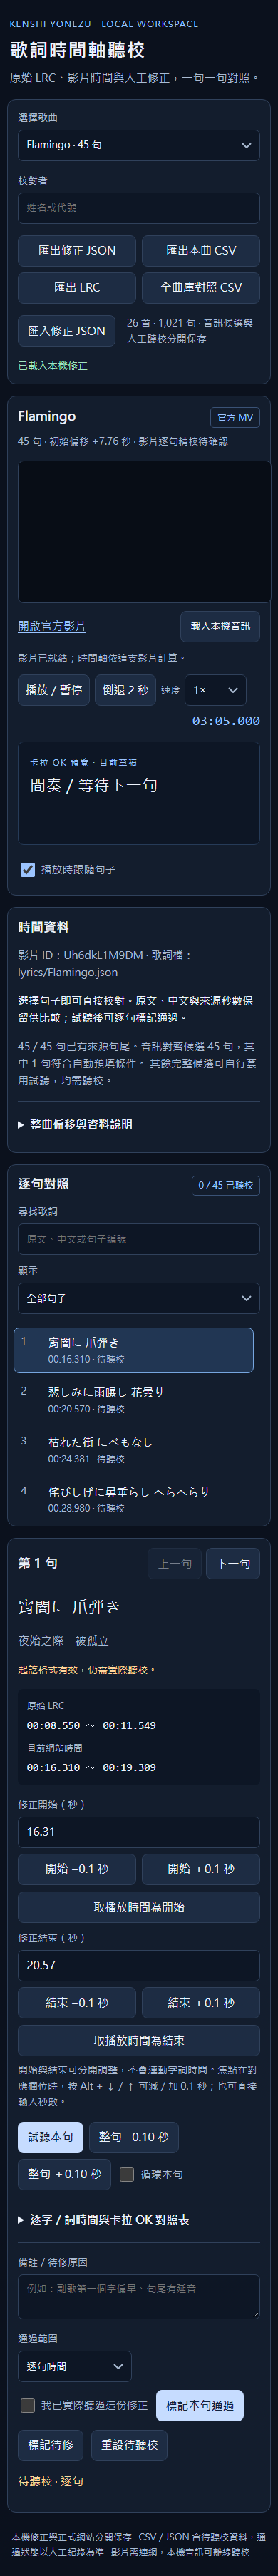 KENSHI YONEZU · LOCAL WORKSPACE
歌詞時間軸聽校
原始 LRC、影片時間與人工修正，一句一句對照。
選擇歌曲
Flamingo · 45 句
校對者
姓名或代號
匯出修正 JSON
匯出本曲 CSV
匯出 LRC
全曲庫對照 CSV
匯入修正 JSON
26 首 · 1,021 句 · 音訊候選與
人工聽校分開保存
已載入本機修正
Flamingo
官方 MV
45 句 · 初始偏移 +7.76 秒 · 影片逐句精校待確認
開啟官方影片
載入本機音訊
影片已就緒；時間軸依這支影片計算。
播放 / 暫停
倒退 2 秒
速度
1×
03:05.000
卡拉 OK 預覽 · 目前草稿
間奏 / 等待下一句
播放時跟隨句子
時間資料
影片 ID：Uh6dkL1M9DM · 歌詞檔：
lyrics/Flamingo.json
選擇句子即可直接校對。原文、中文與來源秒數保
留供比較；試聽後可逐句標記通過。
45 / 45 句已有來源句尾。音訊對齊候選 45 句，其
中 1 句符合自動預填條件。 其餘完整候選可自行套
用試聽，均需聽校。
▶ 整曲偏移與資料說明
逐句對照
0 / 45 已聽校
尋找歌詞
原文、中文或句子編號
顯示
全部句子
1 宵闇に 爪弾き
00:16.310 · 待聽校
2 悲しみに雨曝し 花曇り
00:20.570 · 待聽校
3 枯れた街 にべもなし
00:24.381 · 待聽校
4 侘びしげに鼻垂らし へらへらり
00:28.980 · 待聽校
第 1 句
上一句
下一句
宵闇に 爪弾き
夜始之際　被孤立
起訖格式有效，仍需實際聽校。
原始 LRC
00:08.550 ～ 00:11.549
目前網站時間
00:16.310 ～ 00:19.309
修正開始（秒）
16.31
開始 −0.1 秒
開始 ＋0.1 秒
取播放時間為開始
修正結束（秒）
20.57
結束 −0.1 秒
結束 ＋0.1 秒
取播放時間為結束
開始與結束可分開調整，不會連動字詞時間。焦點在對
應欄位時，按 Alt + ↓ / ↑ 可減 / 加 0.1 秒；也可直接
輸入秒數。
試聽本句
整句 −0.10 秒
整句 ＋0.10 秒
循環本句
▶ 逐字 / 詞時間與卡拉 OK 對照表
備註 / 待修原因
例如：副歌第一個字偏早、句尾有延音
通過範圍
逐句時間
我已實際聽過這份修正
標記本句通過
標記待修
重設待聽校
待聽校 · 逐句
本機修正與正式網站分開保存 · CSV / JSON 含待聽校資料，通
過狀態以人工紀錄為準 · 影片需連網，本機音訊可離線聽校